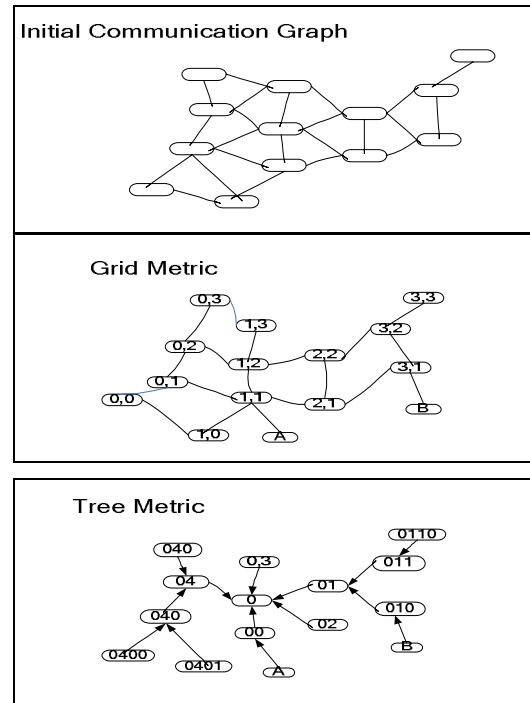 Initial Communication Graph
Grid Metric
0,3 3,3
1,3 3,2
0,2 2,2
1,2 3,1
0,1
0,0 1,1 2,1 B
1,0 A
Tree Metric
0110
040 0,3 011
04 01
0 010
040 02
00 B
0400 0401 A